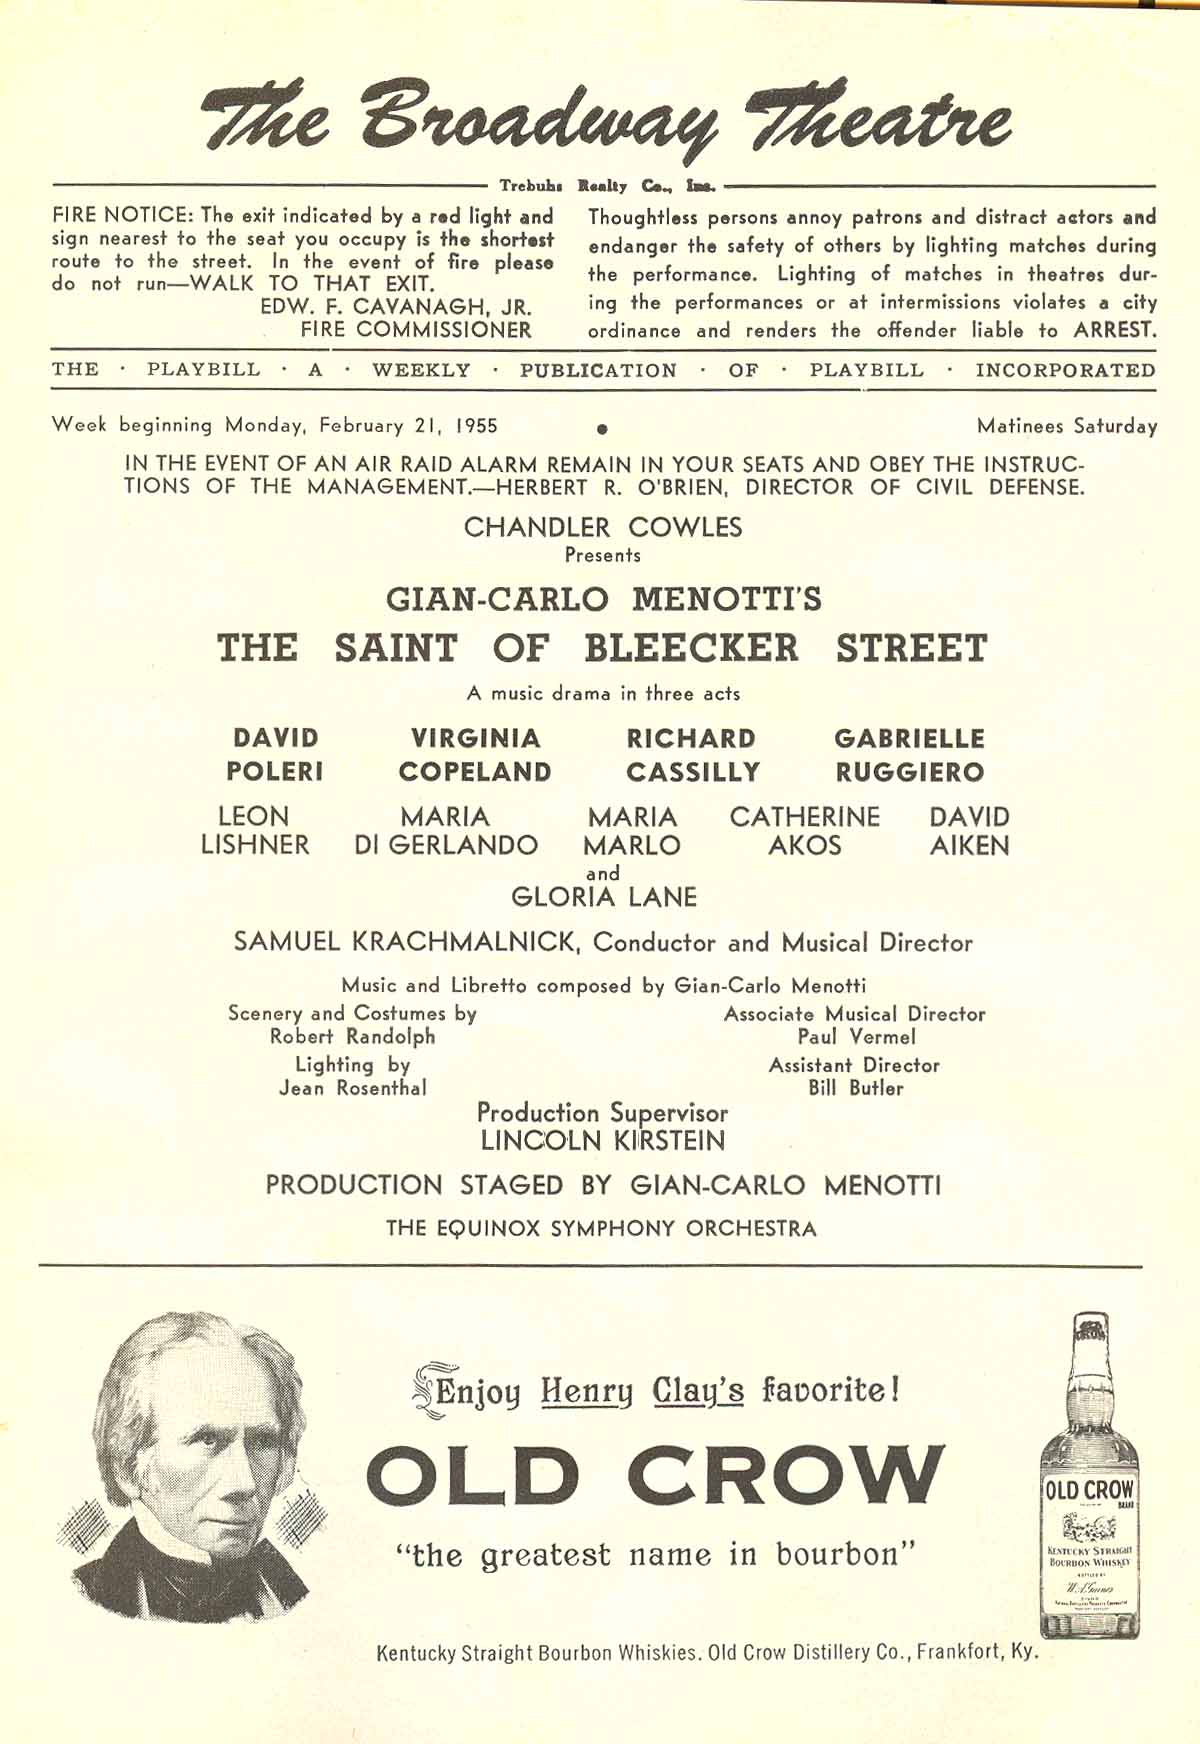 The Broadway Theatre
Trebuhs Realty Co., Inc.
FIRE NOTICE: The exit indicated by a red light and
sign nearest to the seat you occupy is the shortest
route to the street. In the event of fire please
do not run—WALK TO THAT EXIT.
EDW. F. CAVANAGH, JR.
FIRE COMMISSIONER
Thoughtless persons annoy patrons and distract actors and
endanger the safety of others by lighting matches during
the performance. Lighting of matches in theatres dur-
ing the performances or at intermissions violates a city
ordinance and renders the offender liable to ARREST.
THE · PLAYBILL · A · WEEKLY · PUBLICATION · OF · PLAYBILL · INCORPORATED
Week beginning Monday, February 21, 1955 • Matinees Saturday
IN THE EVENT OF AN AIR RAID ALARM REMAIN IN YOUR SEATS AND OBEY THE INSTRUC-
TIONS OF THE MANAGEMENT.—HERBERT R. O'BRIEN, DIRECTOR OF CIVIL DEFENSE.
CHANDLER COWLES
Presents
GIAN-CARLO MENOTTI'S
THE SAINT OF BLEECKER STREET
A music drama in three acts
DAVID VIRGINIA RICHARD GABRIELLE
POLERI COPELAND CASSILLY RUGGIERO
LEON MARIA MARIA CATHERINE DAVID
LISHNER DI GERLANDO MARLO AKOS AIKEN
and
GLORIA LANE
SAMUEL KRACHMALNICK, Conductor and Musical Director
Music and Libretto composed by Gian-Carlo Menotti
Scenery and Costumes by
Robert Randolph
Associate Musical Director
Paul Vermel
Lighting by
Jean Rosenthal
Assistant Director
Bill Butler
Production Supervisor
LINCOLN KIRSTEIN
PRODUCTION STAGED BY GIAN-CARLO MENOTTI
THE EQUINOX SYMPHONY ORCHESTRA
Enjoy Henry Clay's favorite!
OLD CROW
"the greatest name in bourbon"
OLD CROW
OLD CROW
BRAND
KENTUCKY STRAIGHT
BOURBON WHISKEY
BOTTLED BY
W.A. Gaines
Kentucky Straight Bourbon Whiskies. Old Crow Distillery Co., Frankfort, Ky.